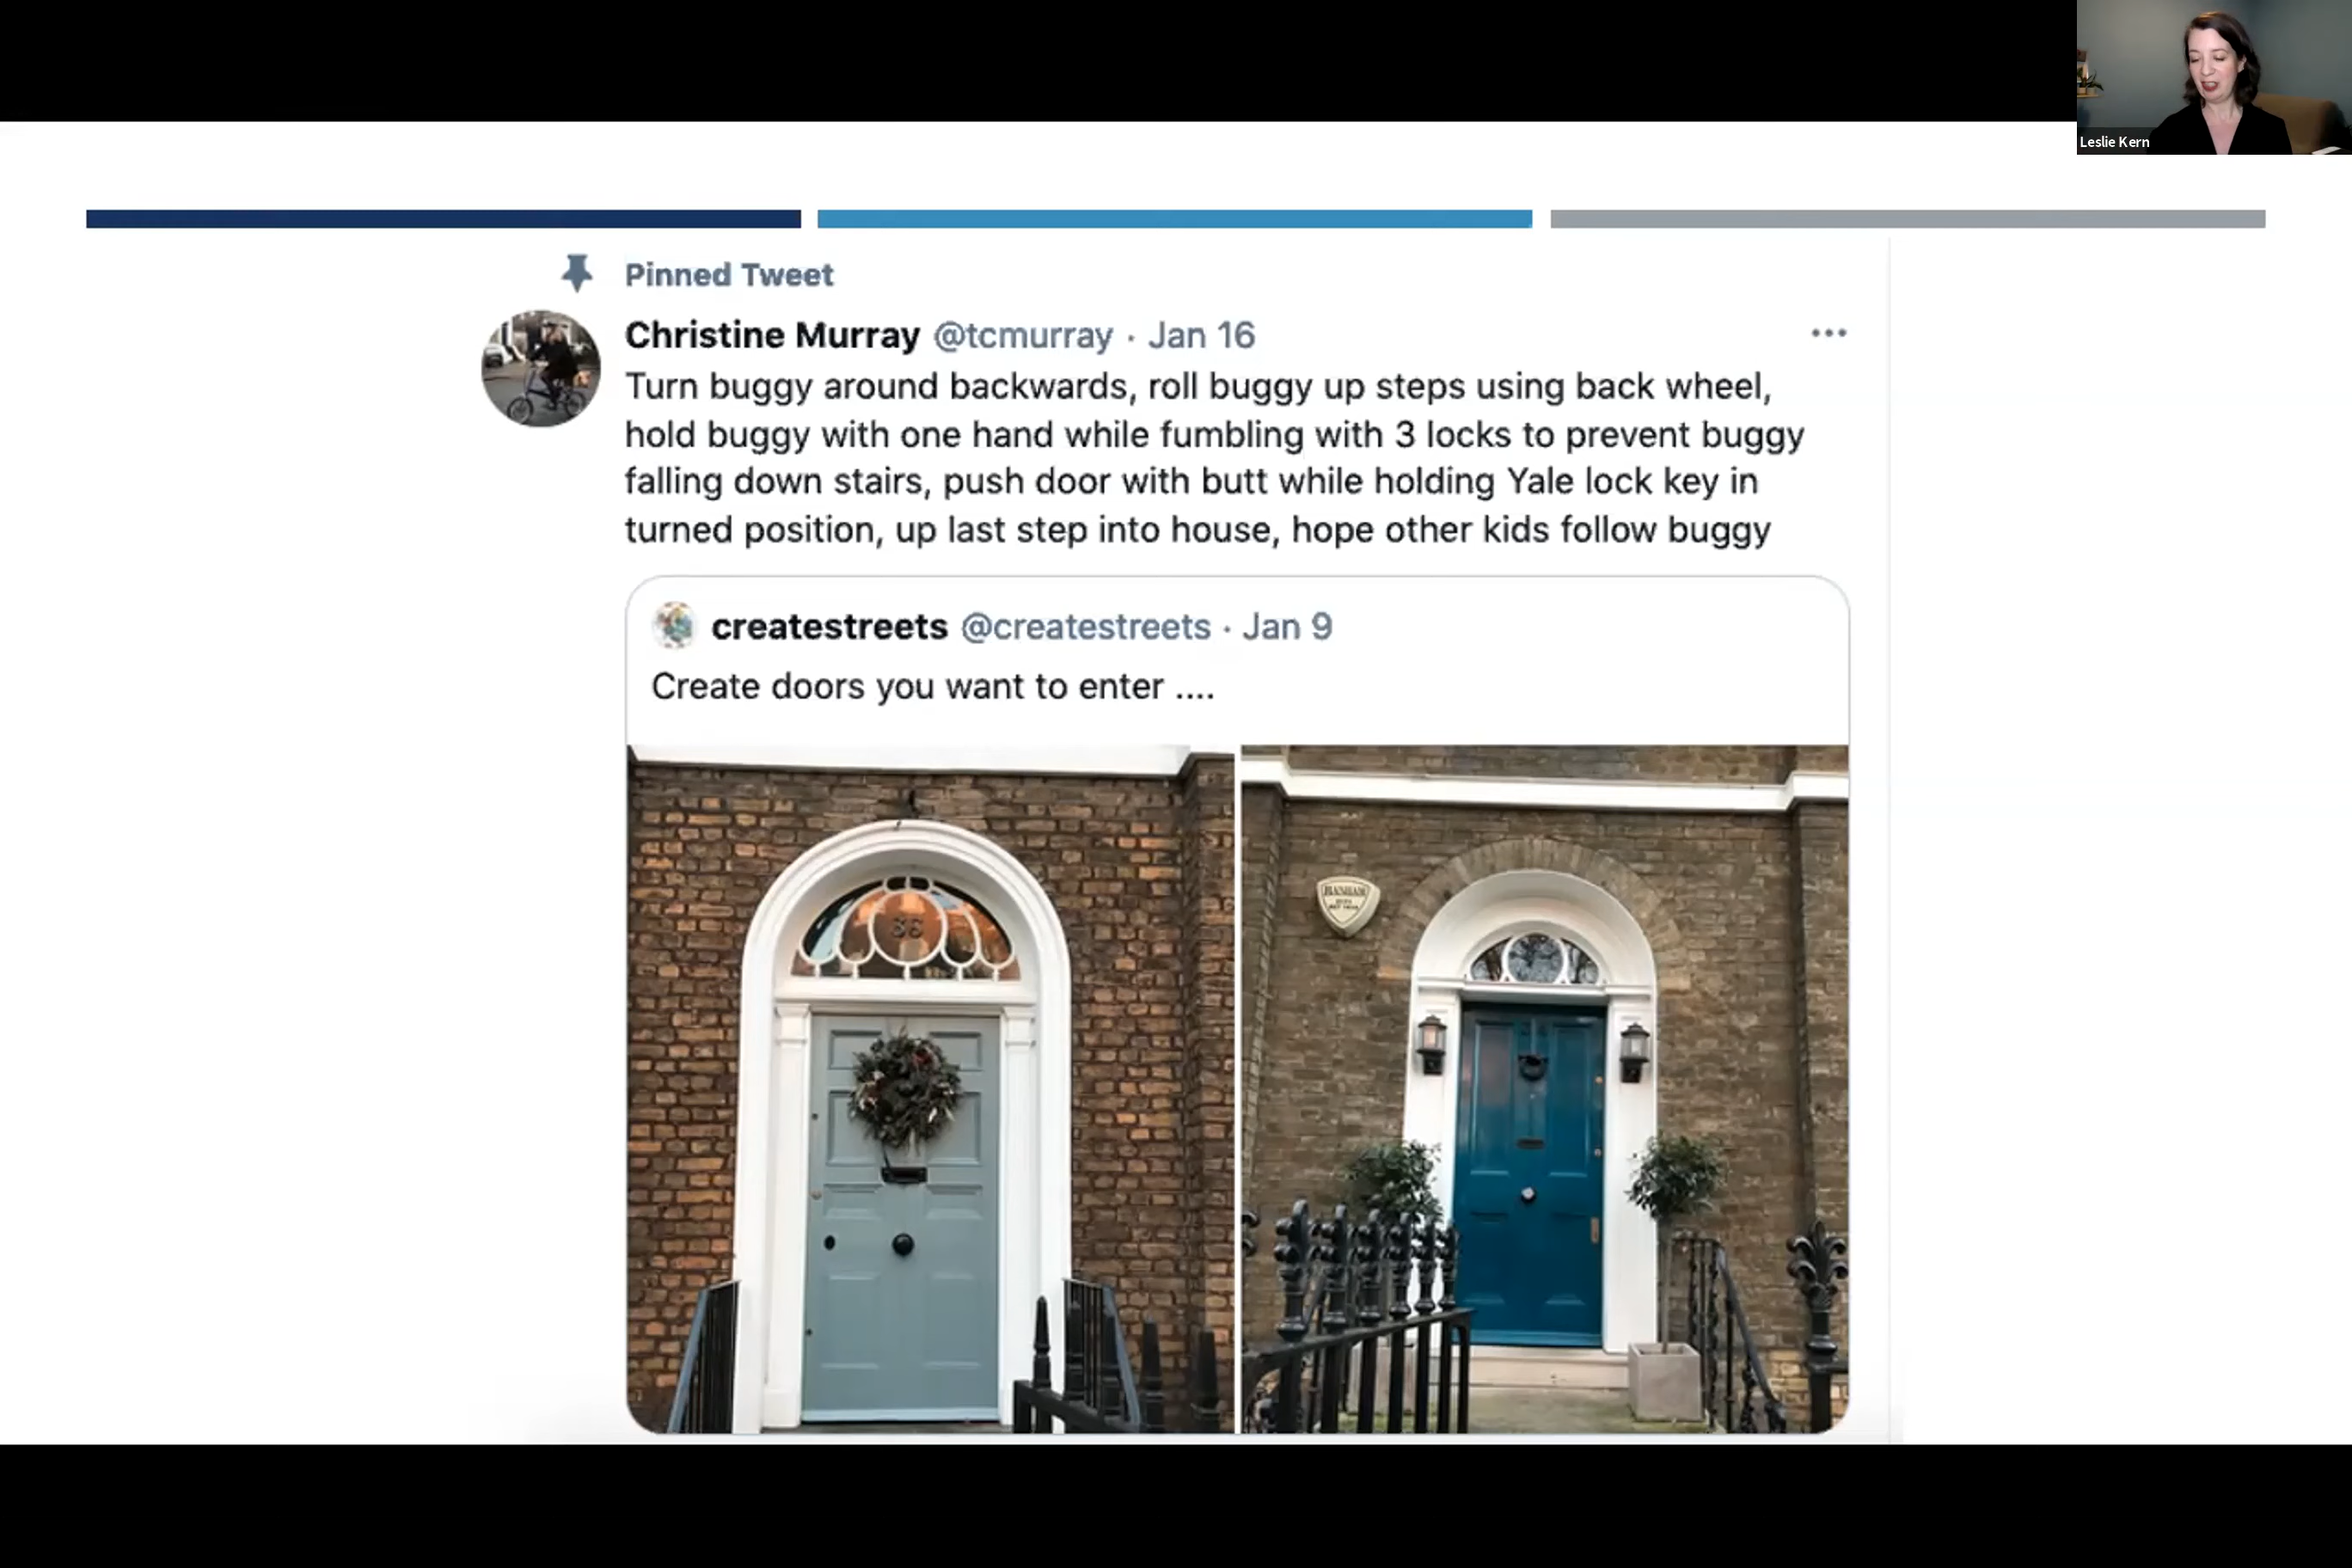 Leslie Kern
Pinned Tweet
Christine Murray @tcmurray · Jan 16
Turn buggy around backwards, roll buggy up steps using back wheel,
hold buggy with one hand while fumbling with 3 locks to prevent buggy
falling down stairs, push door with butt while holding Yale lock key in
turned position, up last step into house, hope other kids follow buggy
createstreets @createstreets · Jan 9
Create doors you want to enter ....
BANHAM